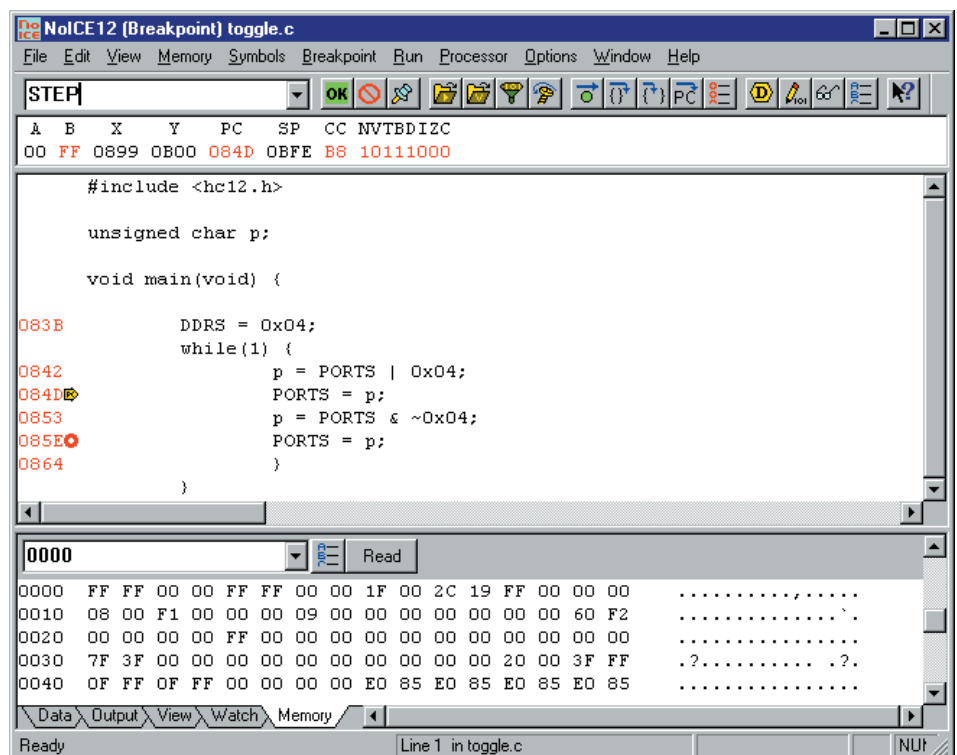 NoICE12 (Breakpoint) toggle.c
File Edit View Memory Symbols Breakpoint Run Processor Options Window Help
STEP OK {} {} PC D
A B X Y PC SP CC NVTBDIZC
00 FF 0899 0B00 084D 0BFE B8 10111000
#include <hc12.h>
unsigned char p;
void main(void) {
083B DDRS = 0x04;
while(1) {
0842 p = PORTS | 0x04;
084D PORTS = p;
0853 p = PORTS & ~0x04;
085E PORTS = p;
0864 }
}
0000 Read
0000 FF FF 00 00 FF FF 00 00 1F 00 2C 19 FF 00 00 00 ..........,.....
0010 08 00 F1 00 00 00 09 00 00 00 00 00 00 00 60 F2 ..............`.
0020 00 00 00 00 FF 00 00 00 00 00 00 00 00 00 00 00 ................
0030 7F 3F 00 00 00 00 00 00 00 00 00 00 20 00 3F FF .?.......... .?.
0040 0F FF 0F FF 00 00 00 00 E0 85 E0 85 E0 85 E0 85 ................
Data Output View Watch Memory
Ready Line 1 in toggle.c